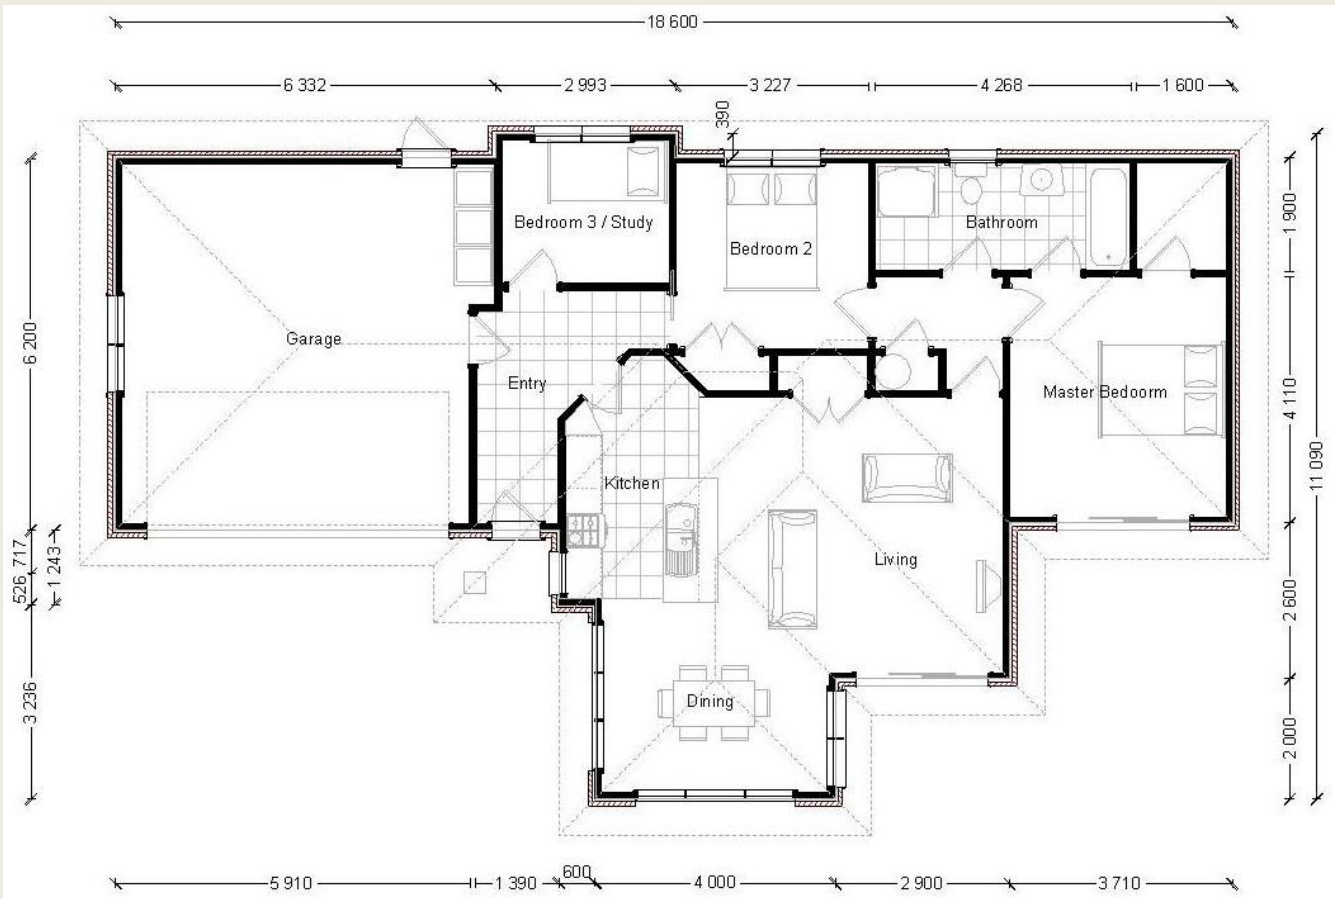 18 600
6 332
2 993
3 227
4 268
1 600
390
Bedroom 3 / Study
Bedroom 2
Bathroom
1 900
6 200
Garage
Entry
Master Bedoorm
4 110
11 090
Kitchen
717
526
1 243
Living
2 600
3 236
Dining
2 000
5 910
1 390
600
4 000
2 900
3 710